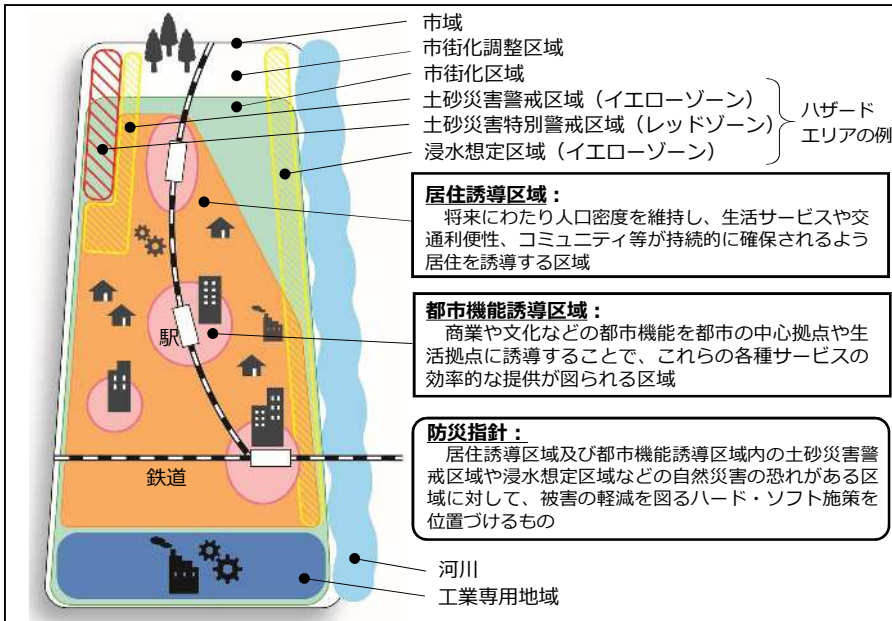 市域
市街化調整区域
市街化区域
土砂災害警戒区域（イエローゾーン）
土砂災害特別警戒区域（レッドゾーン）
浸水想定区域（イエローゾーン）
ハザード
エリアの例
居住誘導区域：
将来にわたり人口密度を維持し、生活サービスや交
通利便性、コミュニティ等が持続的に確保されるよう
居住を誘導する区域
都市機能誘導区域：
商業や文化などの都市機能を都市の中心拠点や生
活拠点に誘導することで、これらの各種サービスの
効率的な提供が図られる区域
駅
防災指針：
居住誘導区域及び都市機能誘導区域内の土砂災害警
戒区域や浸水想定区域などの自然災害の恐れがある区
域に対して、被害の軽減を図るハード・ソフト施策を
位置づけるもの
鉄道
河川
工業専用地域